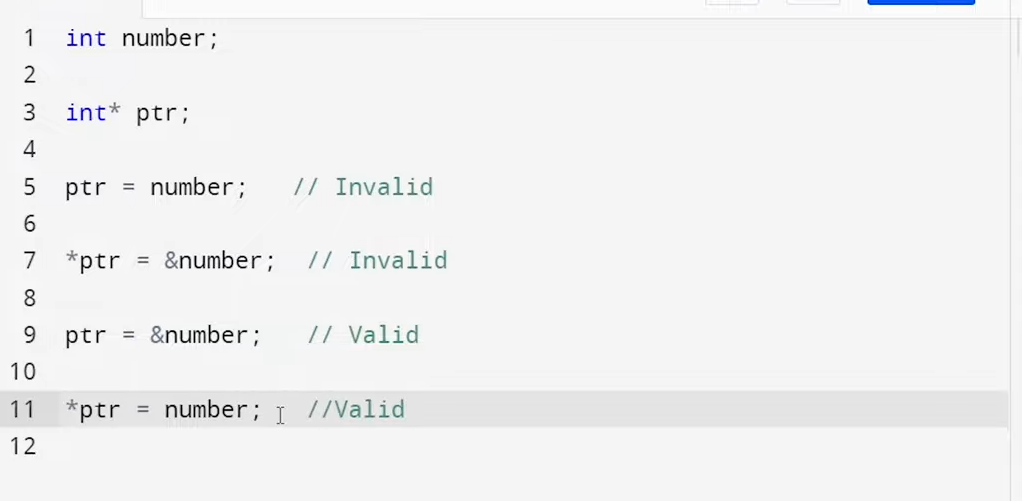 1 int number;
2
3 int* ptr;
4
5 ptr = number; // Invalid
6
7 *ptr = &number; // Invalid
8
9 ptr = &number; // Valid
10
11 *ptr = number; //Valid
12